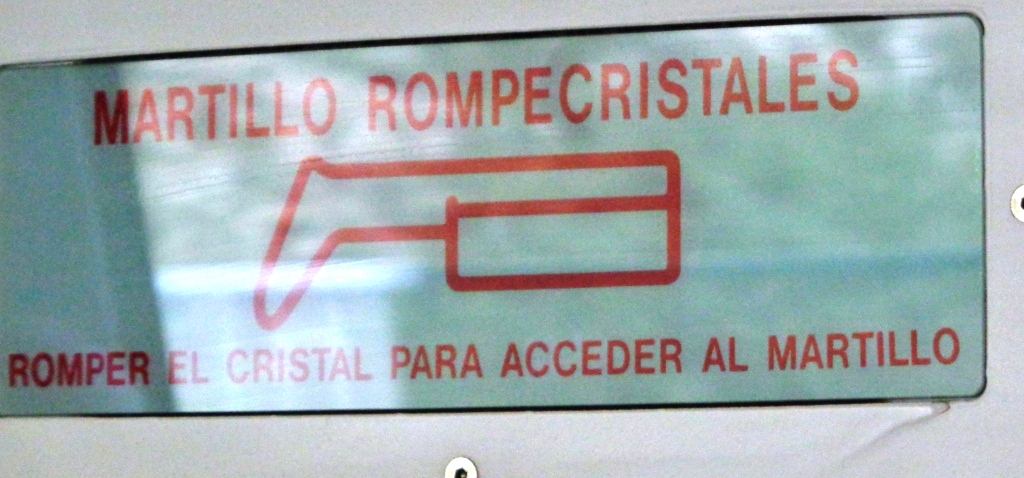 MARTILLO ROMPECRISTALES
ROMPER EL CRISTAL PARA ACCEDER AL MARTILLO